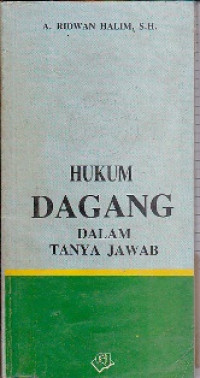 A. RIDWAN HALIM, S.H.
HUKUM
DAGANG
DALAM
TANYA JAWAB